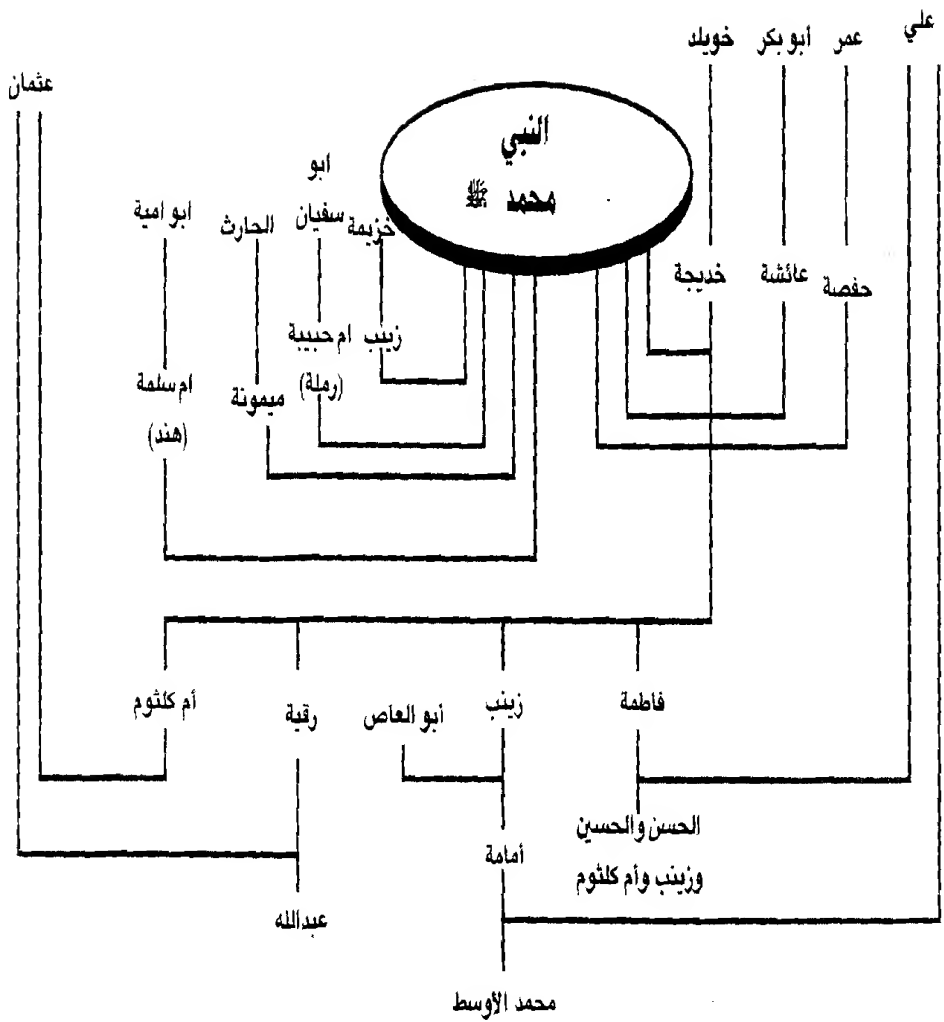 علي
عمر
أبو بكر
خويلد
عثمان
النبي
محمد ﷺ
ابو
سفيان
خزيمة
الحارث
ابو امية
حفصة
عائشة
خديجة
زينب
ام حبيبة
(رملة)
ميمونة
ام سلمة
(هند)
فاطمة
زينب
أبو العاص
رقية
أم كلثوم
الحسن والحسين
وزينب وأم كلثوم
أمامة
عبدالله
محمد الأوسط